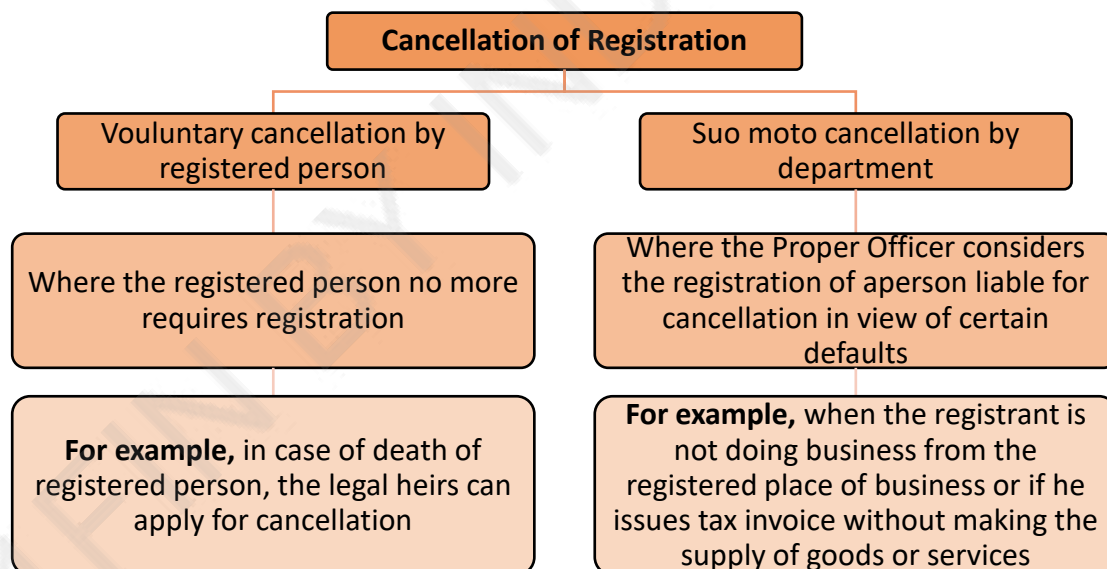 Cancellation of Registration
Vouluntary cancellation by
registered person
Suo moto cancellation by
department
Where the registered person no more
requires registration
Where the Proper Officer considers
the registration of aperson liable for
cancellation in view of certain
defaults
For example, in case of death of
registered person, the legal heirs can
apply for cancellation
For example, when the registrant is
not doing business from the
registered place of business or if he
issues tax invoice without making the
supply of goods or services
FIN BY IND